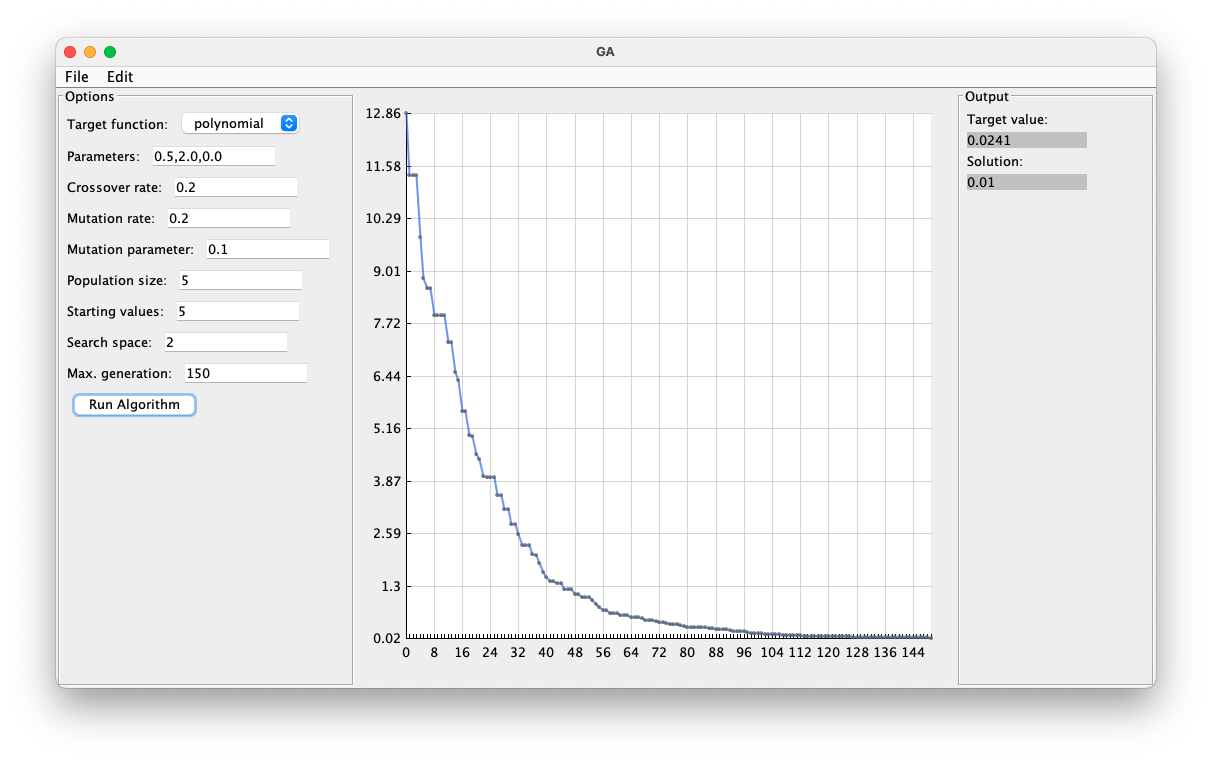 GA
File Edit
Options
Target function: polynomial
Parameters: 0.5,2.0,0.0
Crossover rate: 0.2
Mutation rate: 0.2
Mutation parameter: 0.1
Population size: 5
Starting values: 5
Search space: 2
Max. generation: 150
Run Algorithm
12.86
11.58
10.29
9.01
7.72
6.44
5.16
3.87
2.59
1.3
0.02
0 8 16 24 32 40 48 56 64 72 80 88 96 104 112 120 128 136 144
Output
Target value:
0.0241
Solution:
0.01